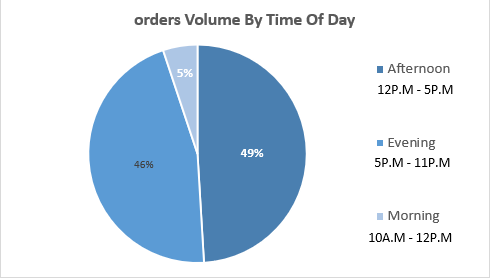 orders Volume By Time Of Day
5%
49%
46%
Afternoon
12P.M - 5P.M
Evening
5P.M - 11P.M
Morning
10A.M - 12P.M